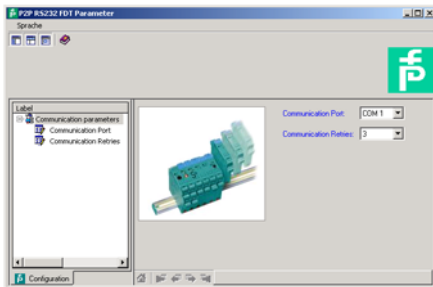 P2P RS232 FDT Parameter
Sprache
Label
Communication parameters
Communication Port
Communication Retries
Communication Port: COM 1
Communication Retries: 3
Configuration